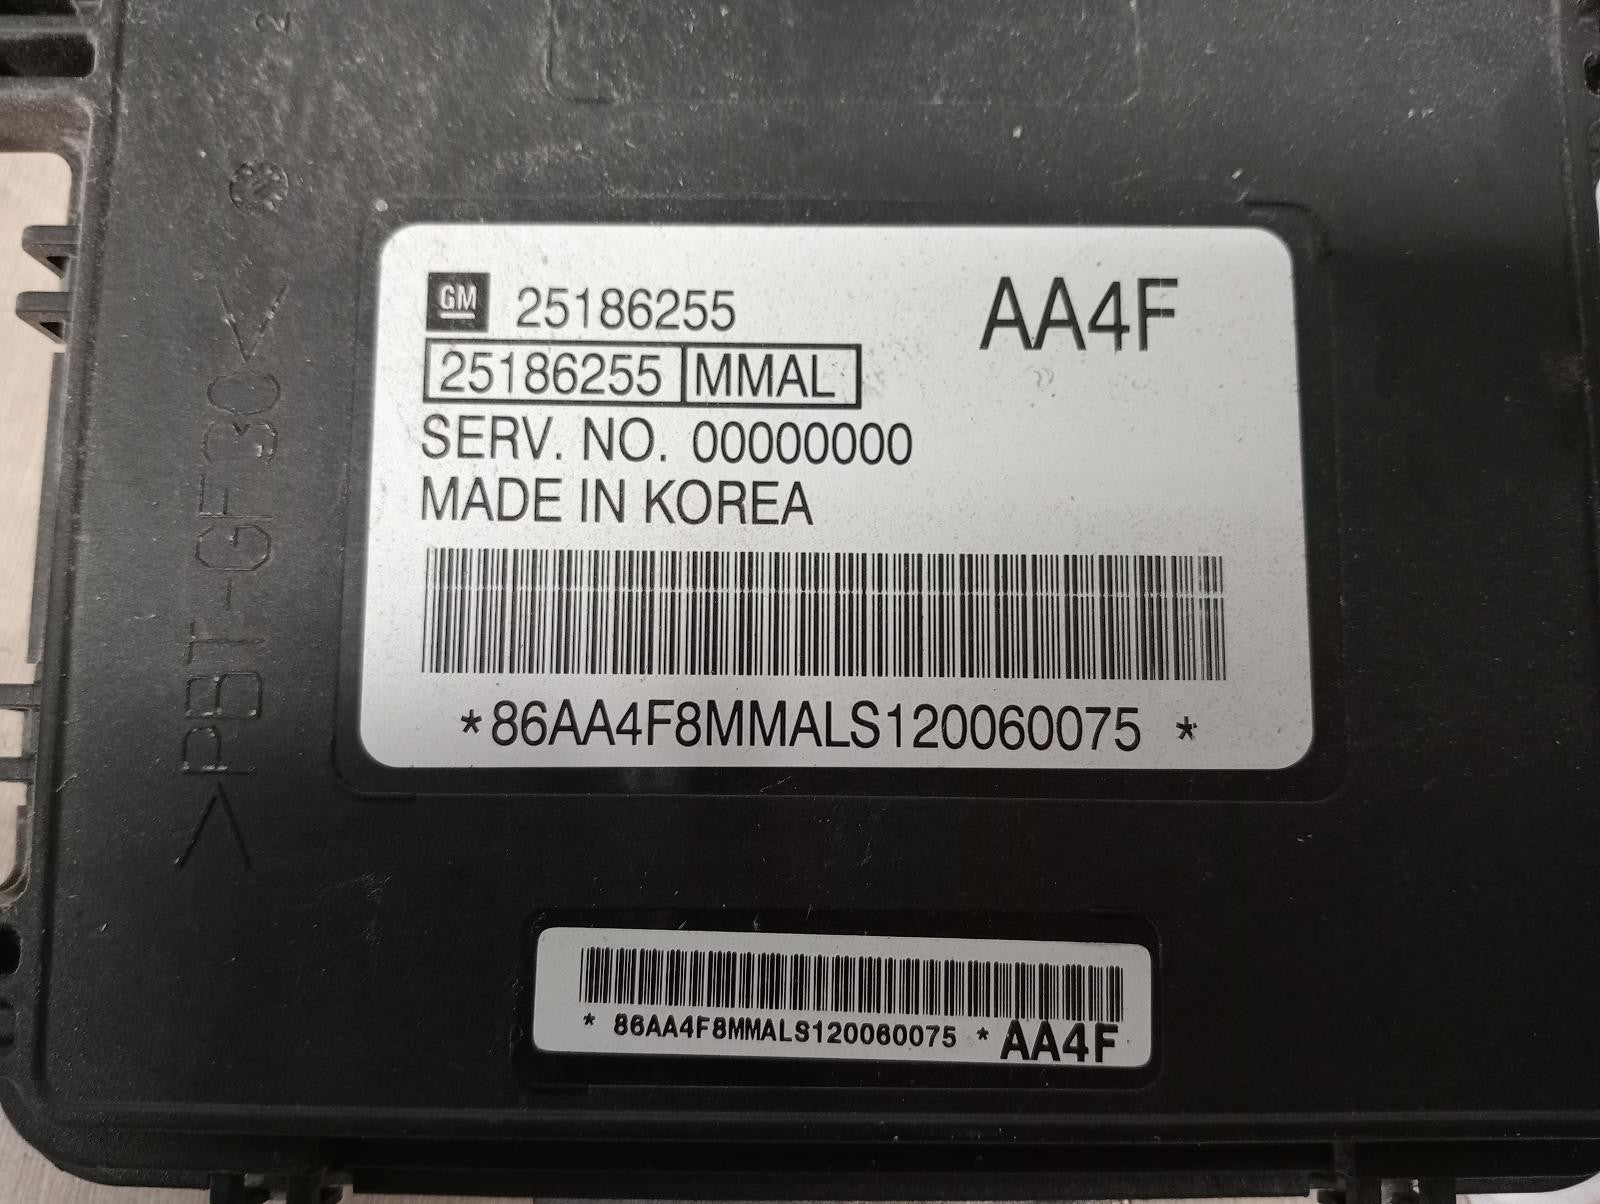 GM 25186255 AA4F
25186255 MMAL
SERV. NO. 00000000
MADE IN KOREA
*86AA4F8MMALS120060075 *
* 86AA4F8MMALS120060075 * AA4F
>PBT-GF30<